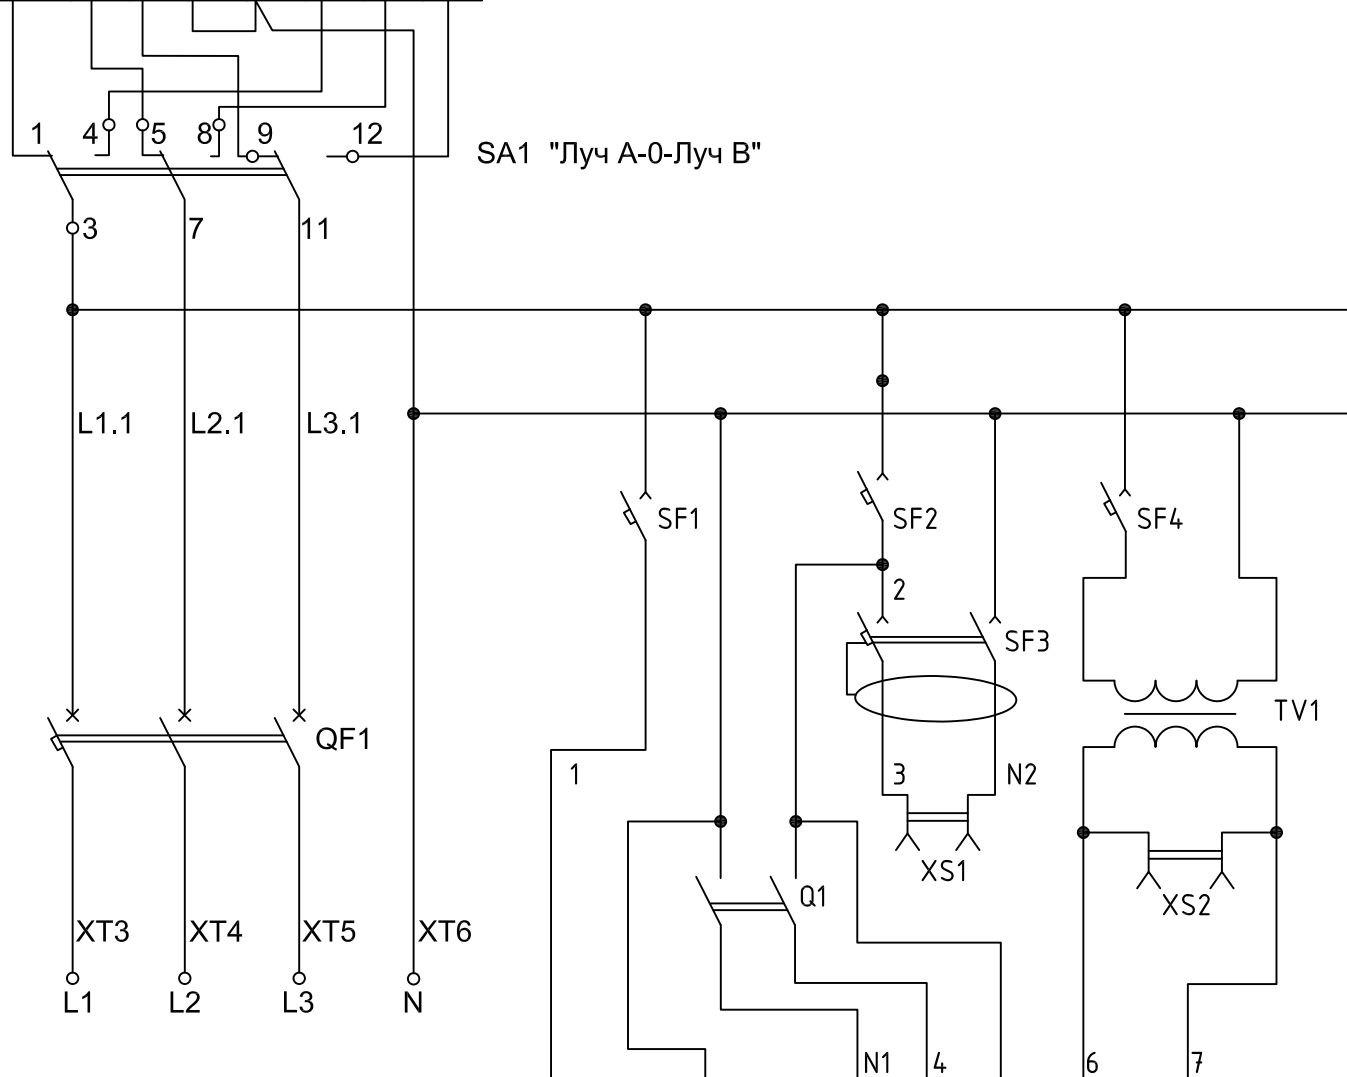 1 4 5 8 9 12 SA1 "Луч А-0-Луч В"
3 7 11
L1.1 L2.1 L3.1
SF1 SF2 SF4
2
SF3
QF1 TV1
1 3 N2
XS1
Q1 XS2
XT3 XT4 XT5 XT6
L1 L2 L3 N
N1 4 6 7